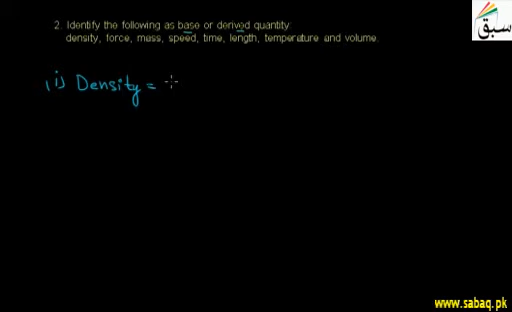 2. Identify the following as base or derived quantity:
density, force, mass, speed, time, length, temperature and volume.
سبق
(i) Density =
www.sabaq.pk